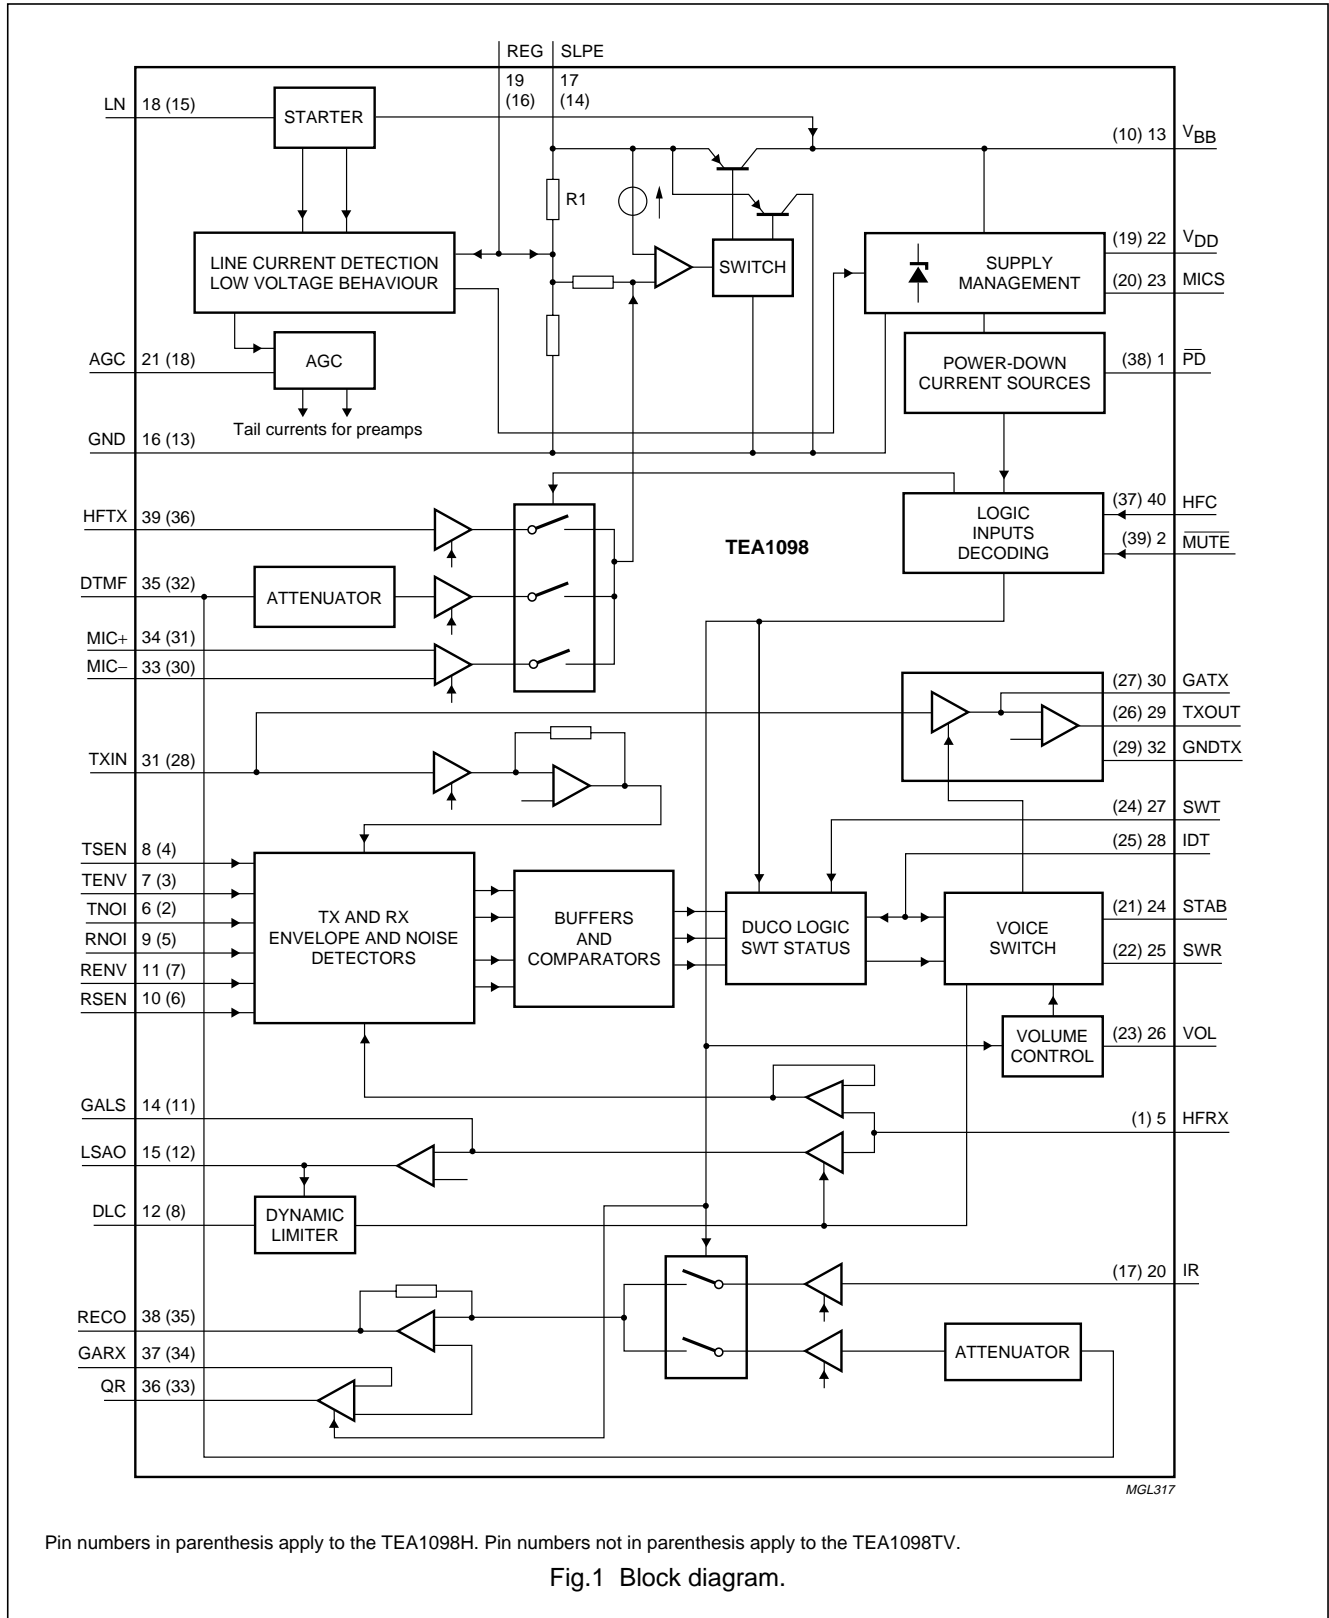 REG SLPE
19 17
(16) (14)
LN 18 (15)
STARTER
(10) 13 VBB
R1
LINE CURRENT DETECTION
LOW VOLTAGE BEHAVIOUR
SWITCH
SUPPLY
MANAGEMENT
(19) 22 VDD
(20) 23 MICS
AGC 21 (18)
AGC
POWER-DOWN
CURRENT SOURCES
(38) 1 P̅D̅
Tail currents for preamps
GND 16 (13)
HFTX 39 (36)
TEA1098
LOGIC
INPUTS
DECODING
(37) 40 HFC
(39) 2 M̅U̅T̅E̅
DTMF 35 (32)
ATTENUATOR
MIC+ 34 (31)
MIC− 33 (30)
(27) 30 GATX
(26) 29 TXOUT
(29) 32 GNDTX
TXIN 31 (28)
(24) 27 SWT
(25) 28 IDT
TSEN 8 (4)
TENV 7 (3)
TNOI 6 (2)
RNOI 9 (5)
RENV 11 (7)
RSEN 10 (6)
TX AND RX
ENVELOPE AND NOISE
DETECTORS
BUFFERS
AND
COMPARATORS
DUCO LOGIC
SWT STATUS
VOICE
SWITCH
(21) 24 STAB
(22) 25 SWR
VOLUME
CONTROL
(23) 26 VOL
GALS 14 (11)
(1) 5 HFRX
LSAO 15 (12)
DLC 12 (8)
DYNAMIC
LIMITER
(17) 20 IR
RECO 38 (35)
GARX 37 (34)
ATTENUATOR
QR 36 (33)
MGL317
Pin numbers in parenthesis apply to the TEA1098H. Pin numbers not in parenthesis apply to the TEA1098TV.
Fig.1 Block diagram.